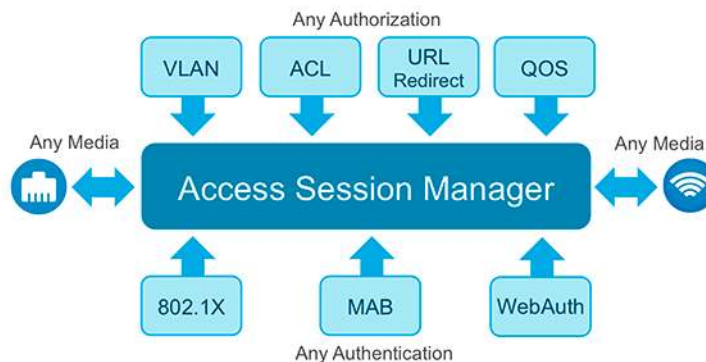 Any Authorization
VLAN
ACL
URL
Redirect
QOS
Any Media
Any Media
Access Session Manager
802.1X
MAB
WebAuth
Any Authentication